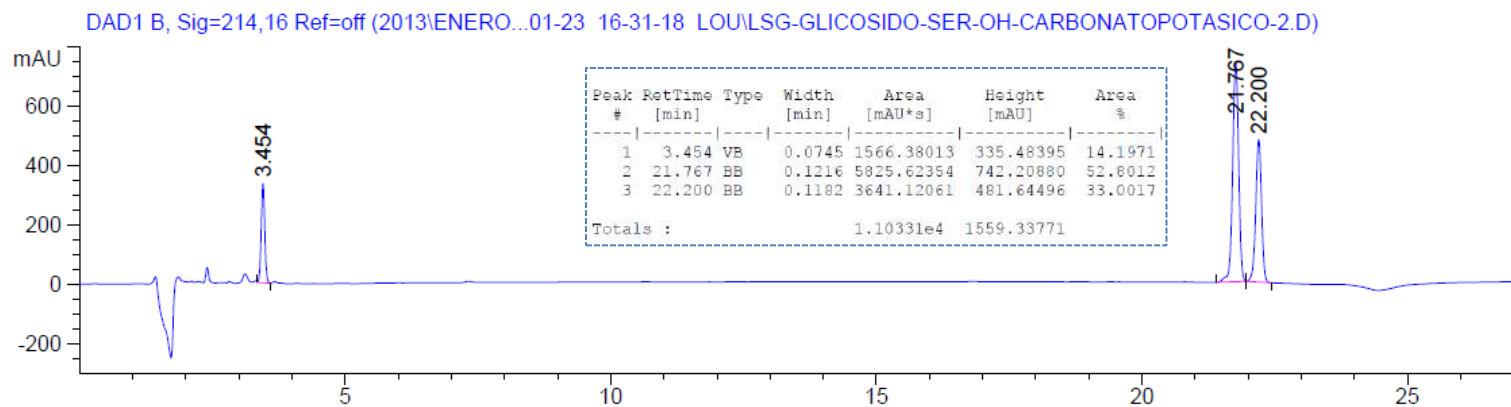 DAD1 B, Sig=214,16 Ref=off (2013\ENERO...01-23  16-31-18  LOU\LSG-GLICOSIDO-SER-OH-CARBONATOPOTASICO-2.D)
mAU
600
400
200
0
-200
3.454
21.767
22.200
Peak RetTime Type  Width     Area      Height     Area
#   [min]        [min]   [mAU*s]     [mAU]        %
----|-------|----|-------|----------|----------|--------|
1   3.454 VB    0.0745 1566.38013  335.48395  14.1971
2  21.767 BB    0.1216 5825.62354  742.20880  52.8012
3  22.200 BB    0.1182 3641.12061  481.64496  33.0017
Totals :                  1.10331e4  1559.33771
5
10
15
20
25